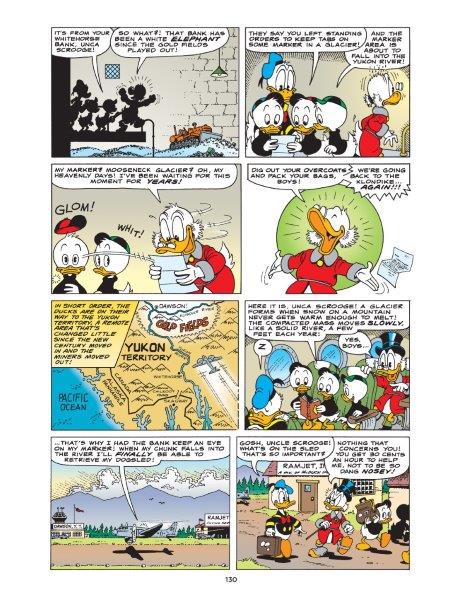 IT'S FROM YOUR
WHITEHORSE
BANK, UNCA
SCROOGE!
SO WHAT?! THAT BANK HAS
BEEN A WHITE ELEPHANT
SINCE THE GOLD FIELDS
PLAYED OUT!
THEY SAY YOU LEFT STANDING
ORDERS TO KEEP TABS ON
SOME MARKER IN A GLACIER!
AND THE
MARKER
AREA IS
ABOUT TO
FALL INTO THE
YUKON RIVER!
MY MARKER? MOOSENECK GLACIER? OH, MY
HEAVENLY DAYS! I'VE BEEN WAITING FOR THIS
MOMENT FOR YEARS!
GLOM!
WHIT!
DIG OUT YOUR OVERCOATS
AND PACK YOUR BAGS,
BOYS!
WE'RE GOING
BACK TO THE
KLONDIKE...
AGAIN!!!
IN SHORT ORDER, THE
DUCKS ARE ON THEIR
WAY TO THE YUKON
TERRITORY, A REMOTE
AREA THAT'S
CHANGED LITTLE
SINCE THE NEW
CENTURY MOVED
IN AND THE
MINERS MOVED
OUT!
DAWSON
GOLD FIELDS
YUKON
TERRITORY
WHITEHORSE
SKAGWAY
PACIFIC
OCEAN
HERE IT IS, UNCA SCROOGE! A GLACIER
FORMS WHEN SNOW ON A MOUNTAIN
NEVER GETS WARM ENOUGH TO MELT!
THE COMPACTED MASS MOVES SLOWLY,
LIKE A SOLID RIVER, A FEW
FEET EACH YEAR!
YES,
BOYS...
Z
...THAT'S WHY I HAD THE BANK KEEP AN EYE
ON MY MARKER; WHEN MY CHUNK FALLS INTO
THE RIVER I'LL FINALLY BE ABLE TO
RETRIEVE MY DOGSLED!
DAWSON, Y.T.
RAMJET
GOSH, UNCLE SCROOGE!
WHAT'S ON THE SLED
THAT'S SO IMPORTANT?
NOTHING THAT
CONCERNS YOU!
YOU GET 30 CENTS
AN HOUR TO HELP
ME, NOT TO BE SO
DANG NOSEY!
RAMJET, I
130